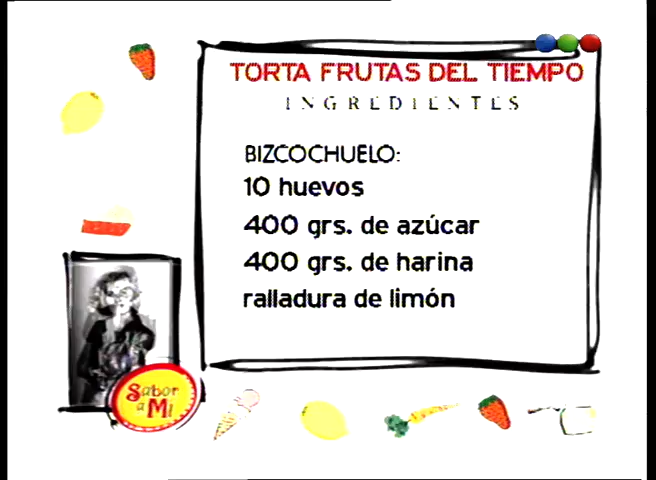 TORTA FRUTAS DEL TIEMPO
INGREDIENTES
BIZCOCHUELO:
10 huevos
400 grs. de azúcar
400 grs. de harina
ralladura de limón
Sabor
a Mí